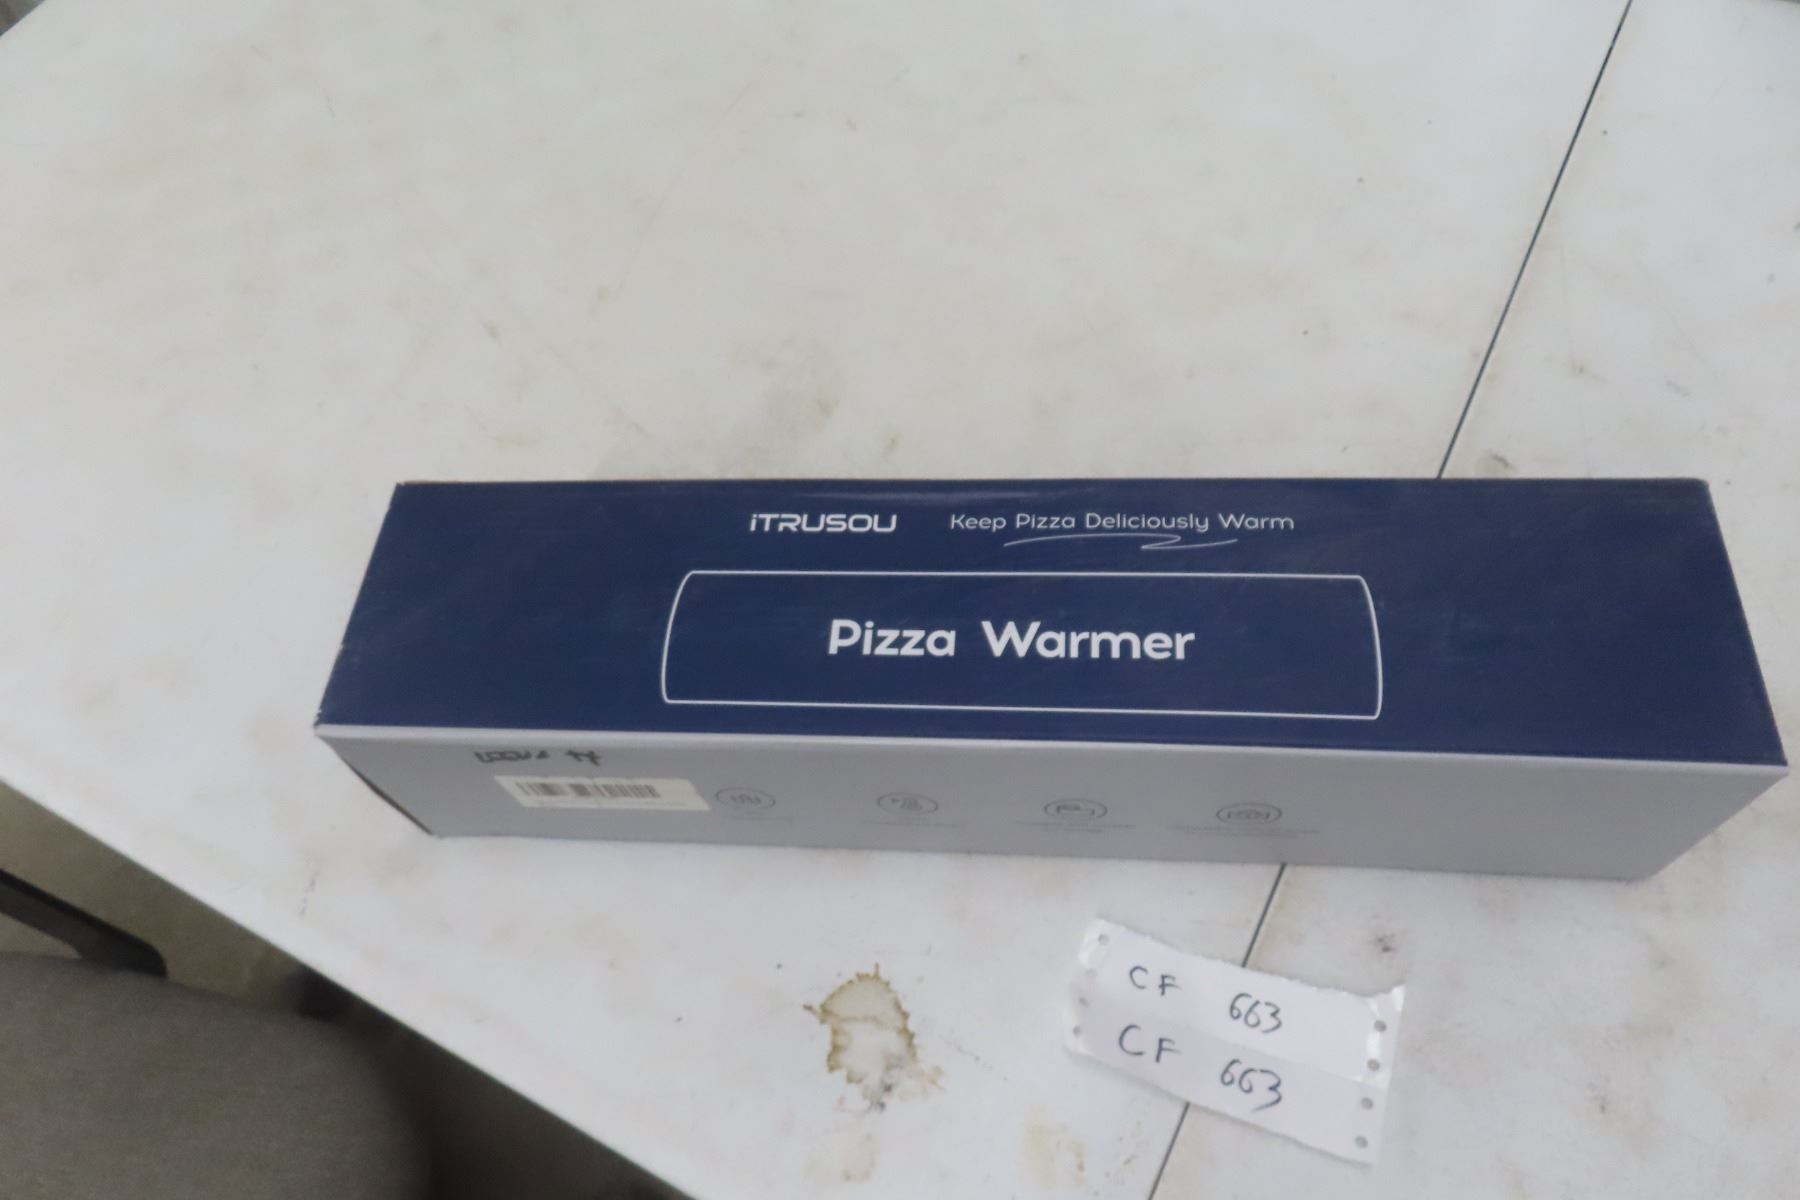 iTRUSOU Keep Pizza Deliciously Warm
Pizza Warmer
CF 663
CF 663